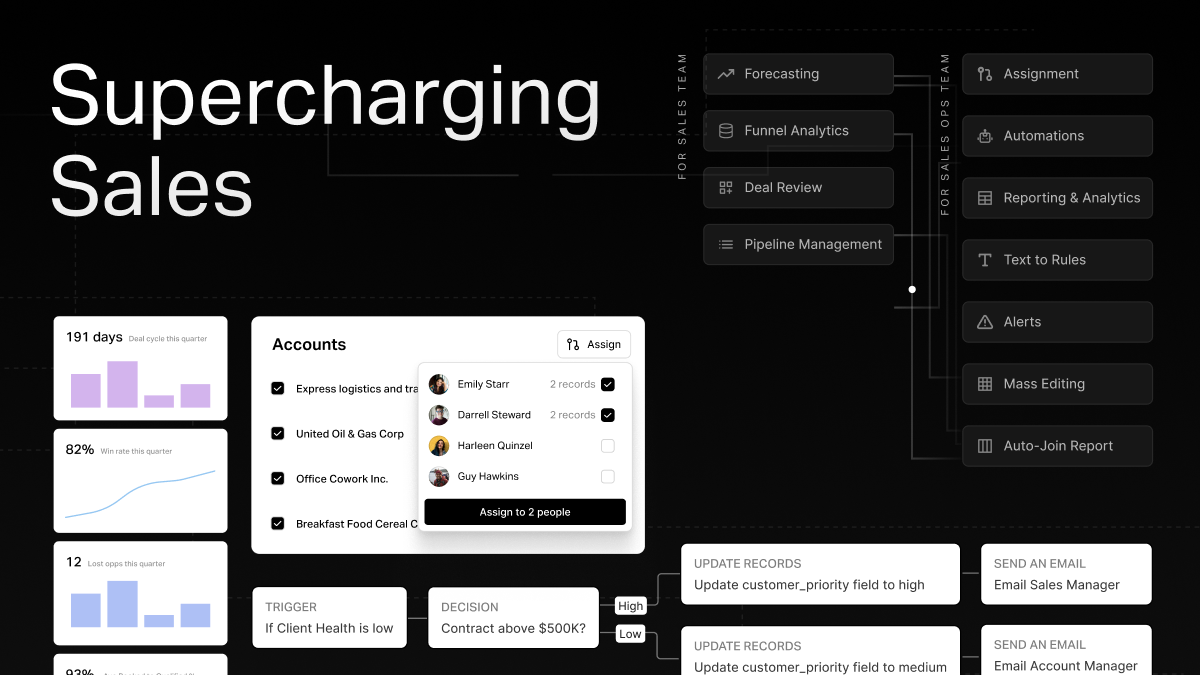 Supercharging
Sales
FOR SALES TEAM
Forecasting
Funnel Analytics
Deal Review
Pipeline Management
FOR SALES OPS TEAM
Assignment
Automations
Reporting & Analytics
Text to Rules
Alerts
Mass Editing
Auto-Join Report
191 days Deal cycle this quarter
82% Win rate this quarter
12 Lost opps this quarter
93%
Accounts
Assign
Express logistics and tra
United Oil & Gas Corp
Office Cowork Inc.
Breakfast Food Cereal C
Emily Starr 2 records
Darrell Steward 2 records
Harleen Quinzel
Guy Hawkins
Assign to 2 people
TRIGGER
If Client Health is low
DECISION
Contract above $500K?
High
Low
UPDATE RECORDS
Update customer_priority field to high
SEND AN EMAIL
Email Sales Manager
UPDATE RECORDS
Update customer_priority field to medium
SEND AN EMAIL
Email Account Manager